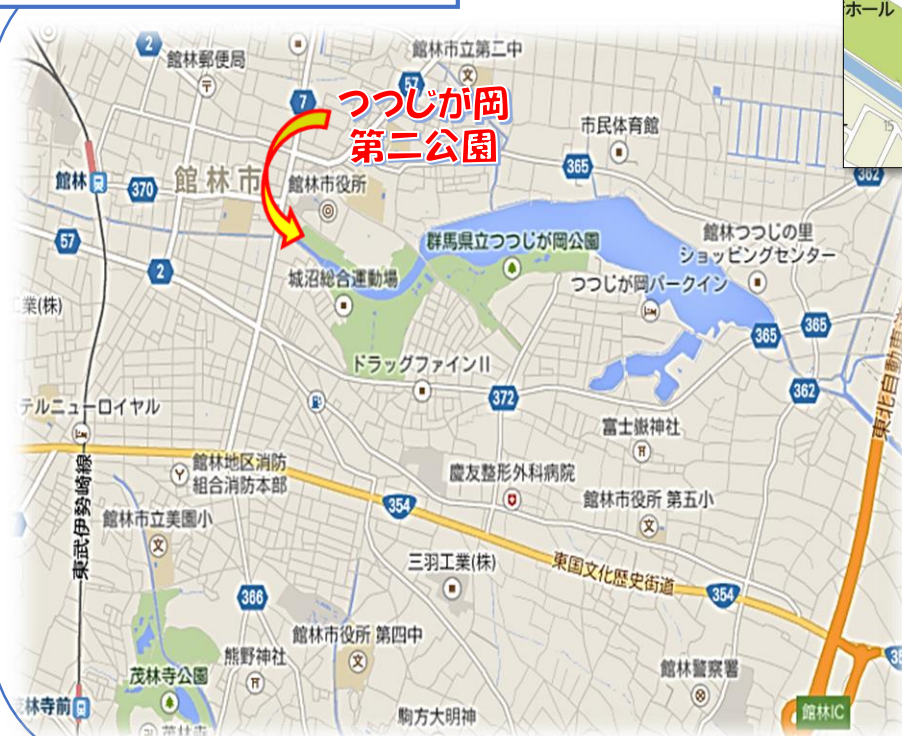 ホール
15
2
館林郵便局
館林市立第二中
57
7
つつじが岡
第二公園
市民体育館
365
362
館林
370
館林市
館林市役所
57
2
群馬県立つつじが岡公園
館林つつじの里
ショッピングセンター
城沼総合運動場
つつじが岡パークイン
業(株)
365
365
ドラッグファインII
372
362
東北自動車
テルニューロイヤル
富士嶽神社
館林地区消防
組合消防本部
慶友整形外科病院
354
館林市役所 第五小
東武伊勢崎線
館林市立美園小
三羽工業(株)
東国文化歴史街道
354
366
館林市役所 第四中
熊野神社
茂林寺公園
館林警察署
林寺前
駒方大明神
館林IC